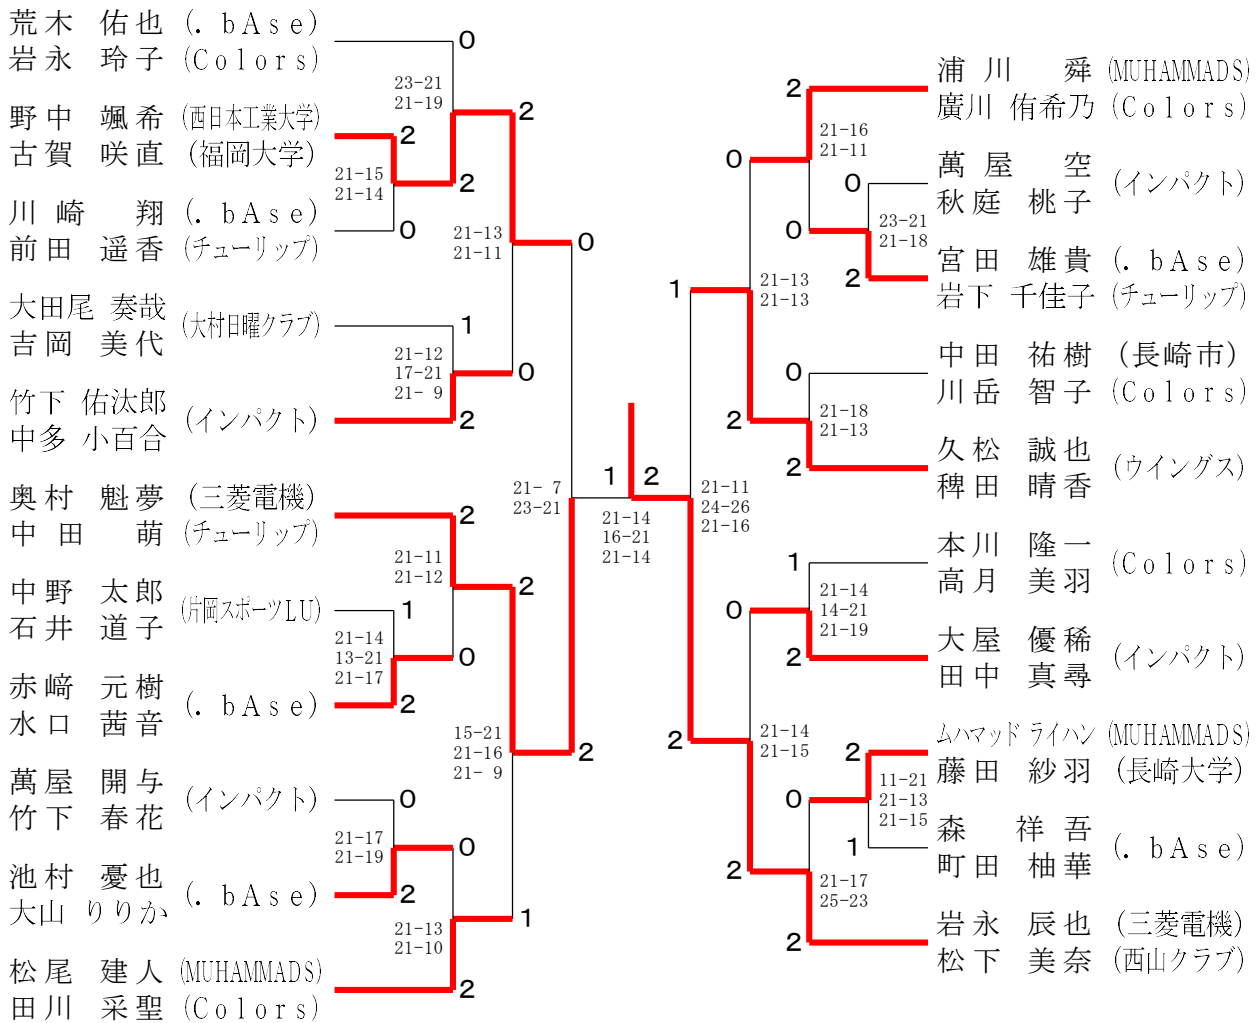 荒木 佑也 (. bAse)
岩永 玲子 (Colors)
0
23-21
21-19
2
野中 颯希 (西日本工業大学)
古賀 咲直 (福岡大学)
2
21-15
21-14
2
川崎 翔 (. bAse)
前田 遥香 (チューリップ)
0
21-13
21-11
0
大田尾 奏哉 (大村日曜クラブ)
吉岡 美代
1
21-12
17-21
21- 9
0
竹下 佑汰郎 (インパクト)
中多 小百合
2
奥村 魁夢 (三菱電機)
中田 萌 (チューリップ)
2
21- 7
23-21
21-11
21-12
2
中野 太郎 (片岡スポーツLU)
石井 道子
1
21-14
13-21
21-17
0
赤﨑 元樹 (. bAse)
水口 茜音
2
15-21
21-16
21- 9
2
萬屋 開与 (インパクト)
竹下 春花
0
21-17
21-19
0
池村 憂也 (. bAse)
大山 りりか
2
21-13
21-10
1
松尾 建人 (MUHAMMADS)
田川 采聖 (Colors)
2
1
2
21-14
16-21
21-14
浦川 舜 (MUHAMMADS)
廣川 侑希乃 (Colors)
2
21-16
21-11
0
萬屋 空 (インパクト)
秋庭 桃子
0
23-21
21-18
0
宮田 雄貴 (. bAse)
岩下 千佳子 (チューリップ)
2
21-13
21-13
1
中田 祐樹 (長崎市)
川岳 智子 (Colors)
0
21-18
21-13
2
久松 誠也 (ウイングス)
稗田 晴香
2
21-11
24-26
21-16
本川 隆一 (Colors)
高月 美羽
1
21-14
14-21
21-19
0
大屋 優稀 (インパクト)
田中 真尋
2
21-14
21-15
2
ムハマッド ライハン (MUHAMMADS)
藤田 紗羽 (長崎大学)
2
11-21
21-13
21-15
0
森 祥吾 (. bAse)
町田 柚華
1
21-17
25-23
2
岩永 辰也 (三菱電機)
松下 美奈 (西山クラブ)
2